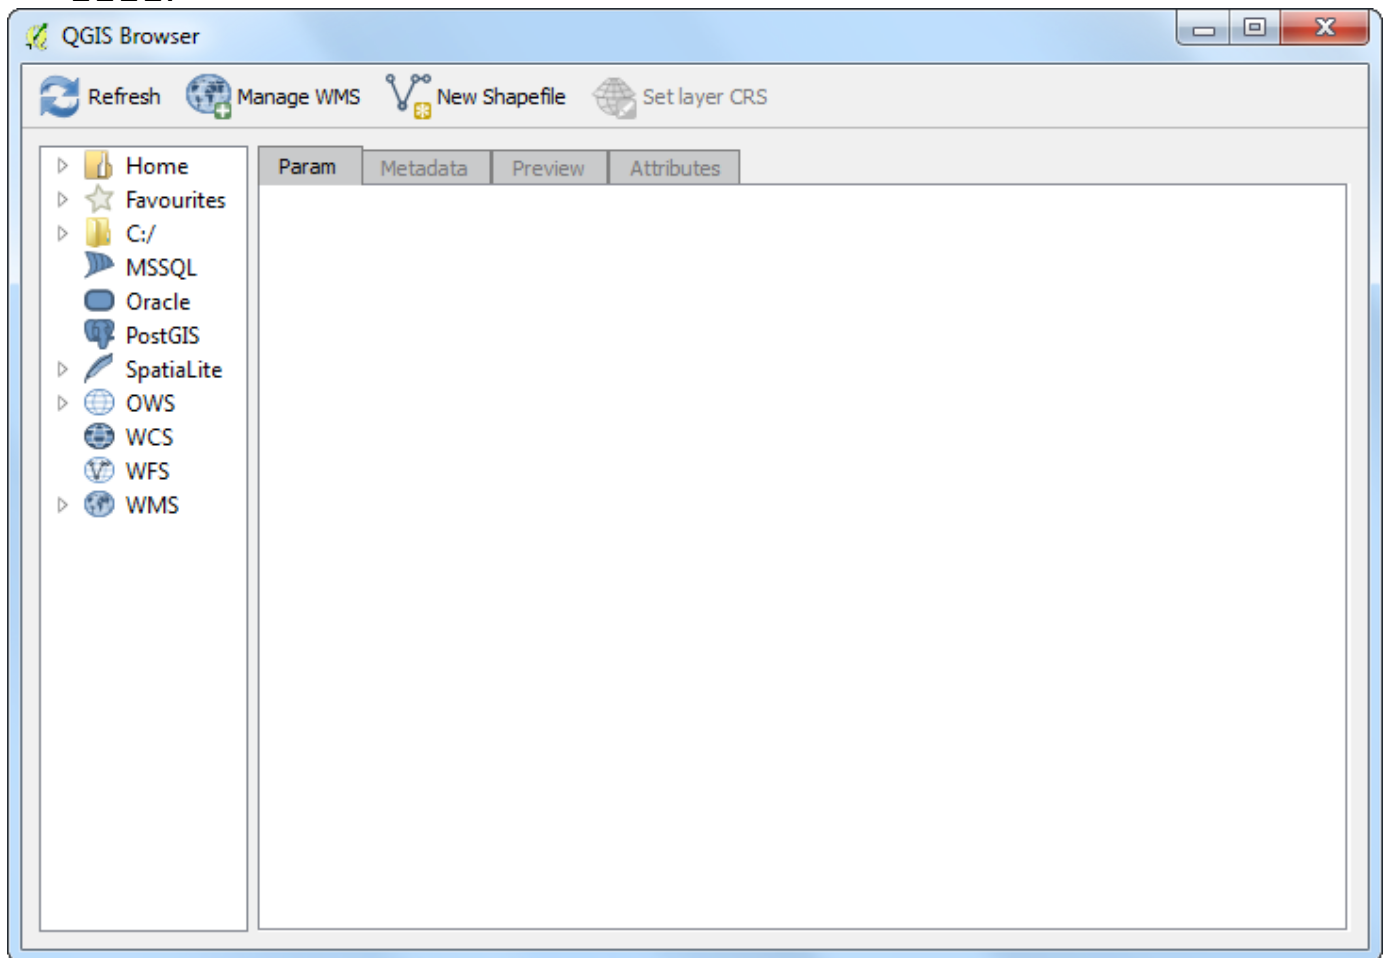 QGIS Browser
Refresh Manage WMS New Shapefile Set layer CRS
Param Metadata Preview Attributes
Home
Favourites
C:/
MSSQL
Oracle
PostGIS
SpatiaLite
OWS
WCS
WFS
WMS